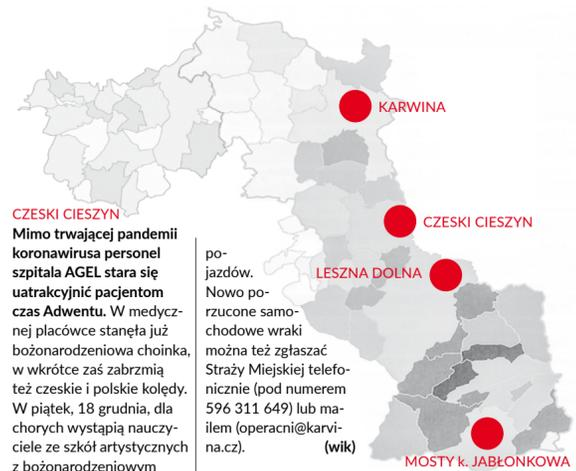 KARWINA
CZESKI CIESZYN
LESZNA DOLNA
MOSTY k. JABŁONKOWA
CZESKI CIESZYN
Mimo trwającej pandemii
koronawirusa personel
szpitala AGEL stara się
uatrakcyjnić pacjentom
czas Adwentu. W medycz-
nej placówce stanęła już
bożonarodzeniowa choinka,
w wkrótce zaś zabrzmią
też czeskie i polskie kolędy.
W piątek, 18 grudnia, dla
chorych wystąpią nauczy-
ciele ze szkół artystycznych
z bożonarodzeniowym
po-
jazdów.
Nowo po-
rzucone samo-
chodowe wraki
można też zgłaszać
Straży Miejskiej telefo-
nicznie (pod numerem
596 311 649) lub ma-
ilem (operacni@karvi-
na.cz). (wik)